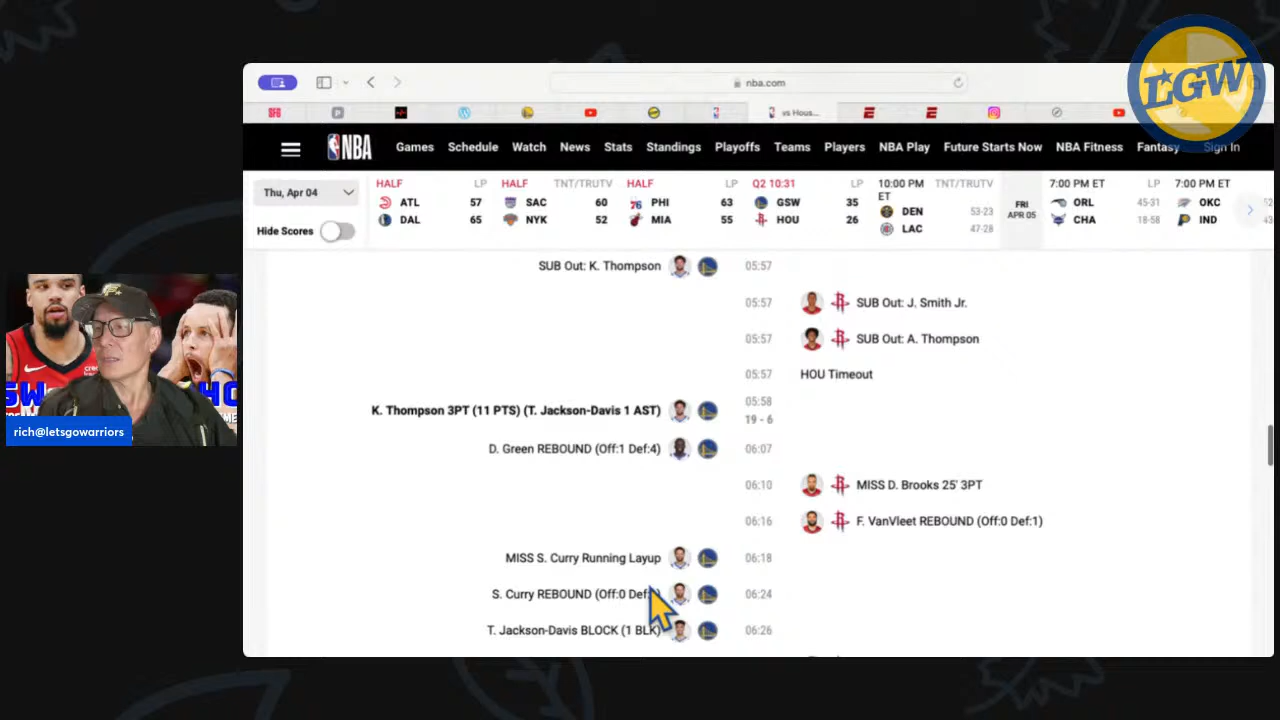 LGW
nba.com
vs Hous...
NBA
Games Schedule Watch News Stats Standings Playoffs Teams Players NBA Play Future Starts Now NBA Fitness Fantasy Sign In
Thu, Apr 04
Hide Scores
HALF LP
ATL 57
DAL 65
HALF TNT/TRUTV
SAC 60
NYK 52
HALF LP
PHI 63
MIA 55
Q2 10:31 LP
GSW 35
HOU 26
10:00 PM ET TNT/TRUTV
DEN 53-23
LAC 47-28
FRI
APR 05
7:00 PM ET LP
ORL 45-31
CHA 18-58
7:00 PM ET
OKC
IND
SUB Out: K. Thompson 05:57
05:57 SUB Out: J. Smith Jr.
05:57 SUB Out: A. Thompson
05:57 HOU Timeout
K. Thompson 3PT (11 PTS) (T. Jackson-Davis 1 AST) 05:58
19 - 6
D. Green REBOUND (Off:1 Def:4) 06:07
06:10 MISS D. Brooks 25' 3PT
06:16 F. VanVleet REBOUND (Off:0 Def:1)
MISS S. Curry Running Layup 06:18
S. Curry REBOUND (Off:0 Def: 06:24
T. Jackson-Davis BLOCK (1 BLK) 06:26
rich@letsgowarriors